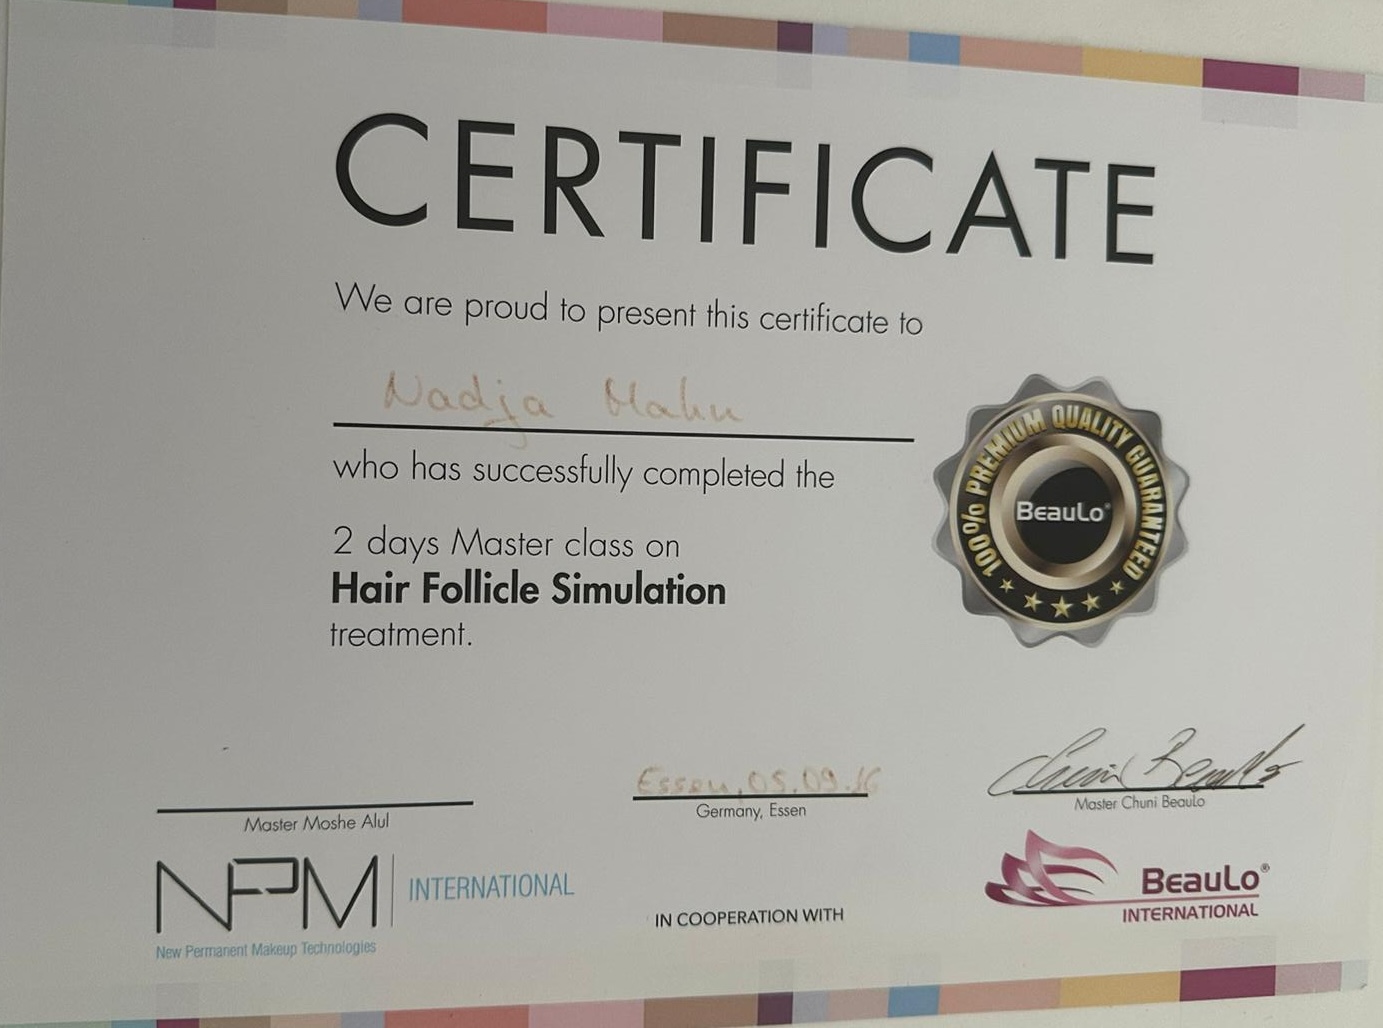 CERTIFICATE
We are proud to present this certificate to
Nadja Mahn
who has successfully completed the
2 days Master class on
Hair Follicle Simulation
treatment.
100% PREMIUM QUALITY GUARANTEED
BEauLo®
Essen, 05.09.16
Chuni Beaulo
Master Moshe Alul
Germany, Essen
Master Chuni Beaulo
NPM INTERNATIONAL
New Permanent Makeup Technologies
IN COOPERATION WITH
BEauLo®
INTERNATIONAL